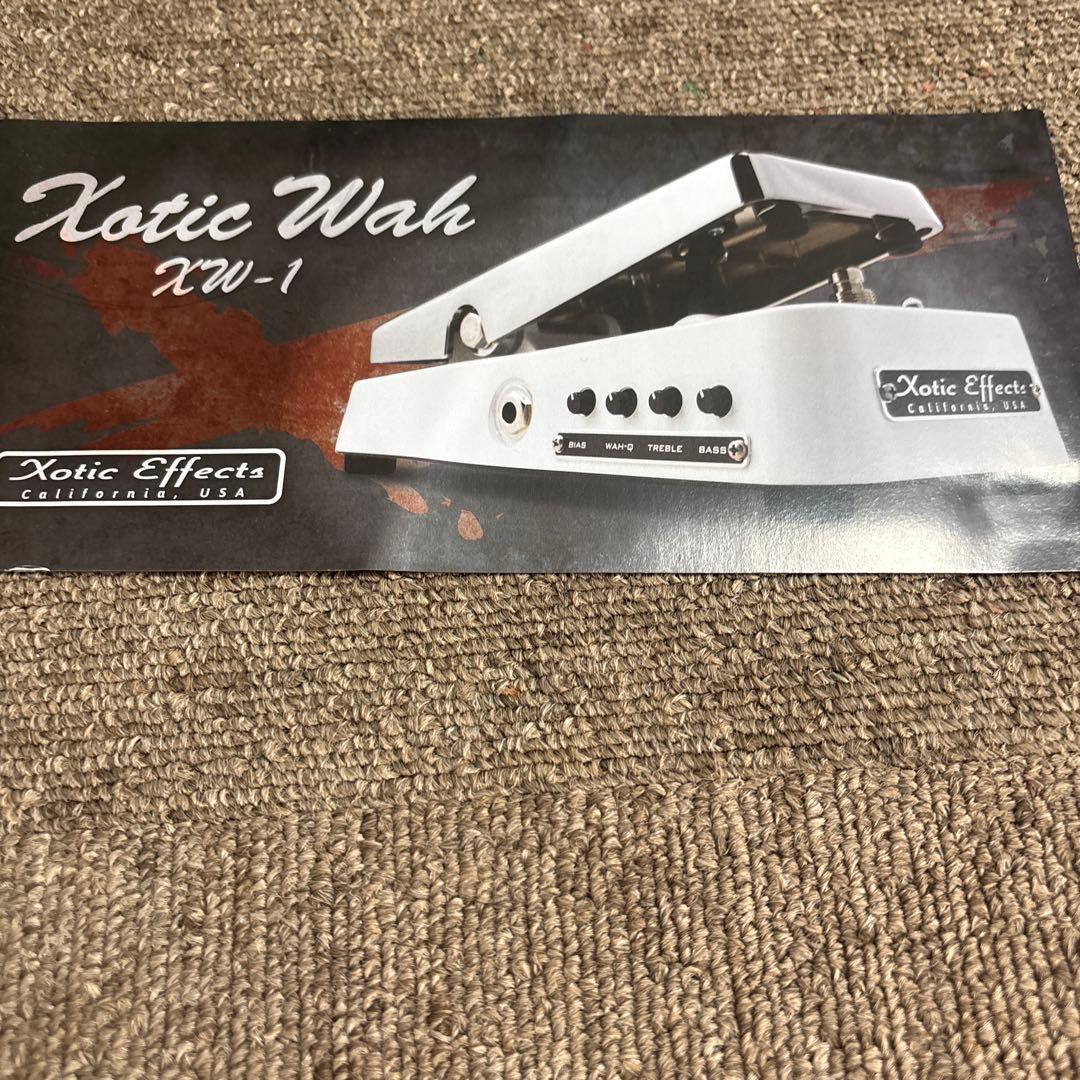 Xotic Wah
XW-1
Xotic Effects
California, USA
BIAS WAH-Q TREBLE BASS
Xotic Effects
California, USA